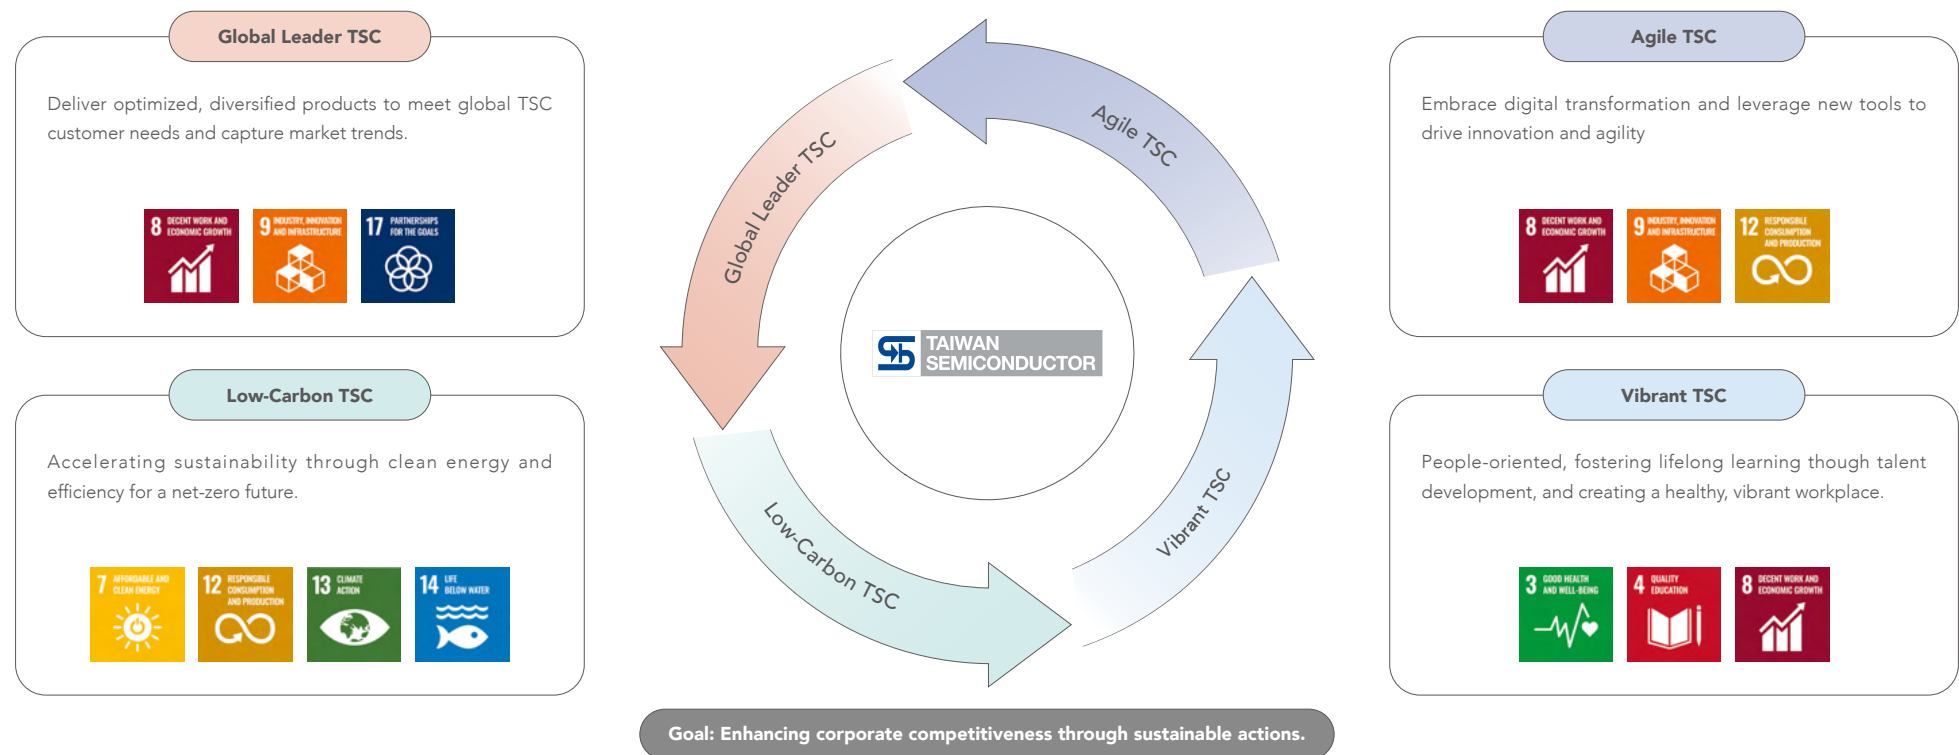 Global Leader TSC
Deliver optimized, diversified products to meet global TSC
customer needs and capture market trends.
8 DECENT WORK AND
ECONOMIC GROWTH
9 INDUSTRY, INNOVATION
AND INFRASTRUCTURE
17 PARTNERSHIPS
FOR THE GOALS
Low-Carbon TSC
Accelerating sustainability through clean energy and
efficiency for a net-zero future.
7 AFFORDABLE AND
CLEAN ENERGY
12 RESPONSIBLE
CONSUMPTION
AND PRODUCTION
13 CLIMATE
ACTION
14 LIFE
BELOW WATER
Agile TSC
Global Leader TSC
TAIWAN
SEMICONDUCTOR
Low-Carbon TSC
Vibrant TSC
Agile TSC
Embrace digital transformation and leverage new tools to
drive innovation and agility
8 DECENT WORK AND
ECONOMIC GROWTH
9 INDUSTRY, INNOVATION
AND INFRASTRUCTURE
12 RESPONSIBLE
CONSUMPTION
AND PRODUCTION
Vibrant TSC
People-oriented, fostering lifelong learning though talent
development, and creating a healthy, vibrant workplace.
3 GOOD HEALTH
AND WELL-BEING
4 QUALITY
EDUCATION
8 DECENT WORK AND
ECONOMIC GROWTH
Goal: Enhancing corporate competitiveness through sustainable actions.